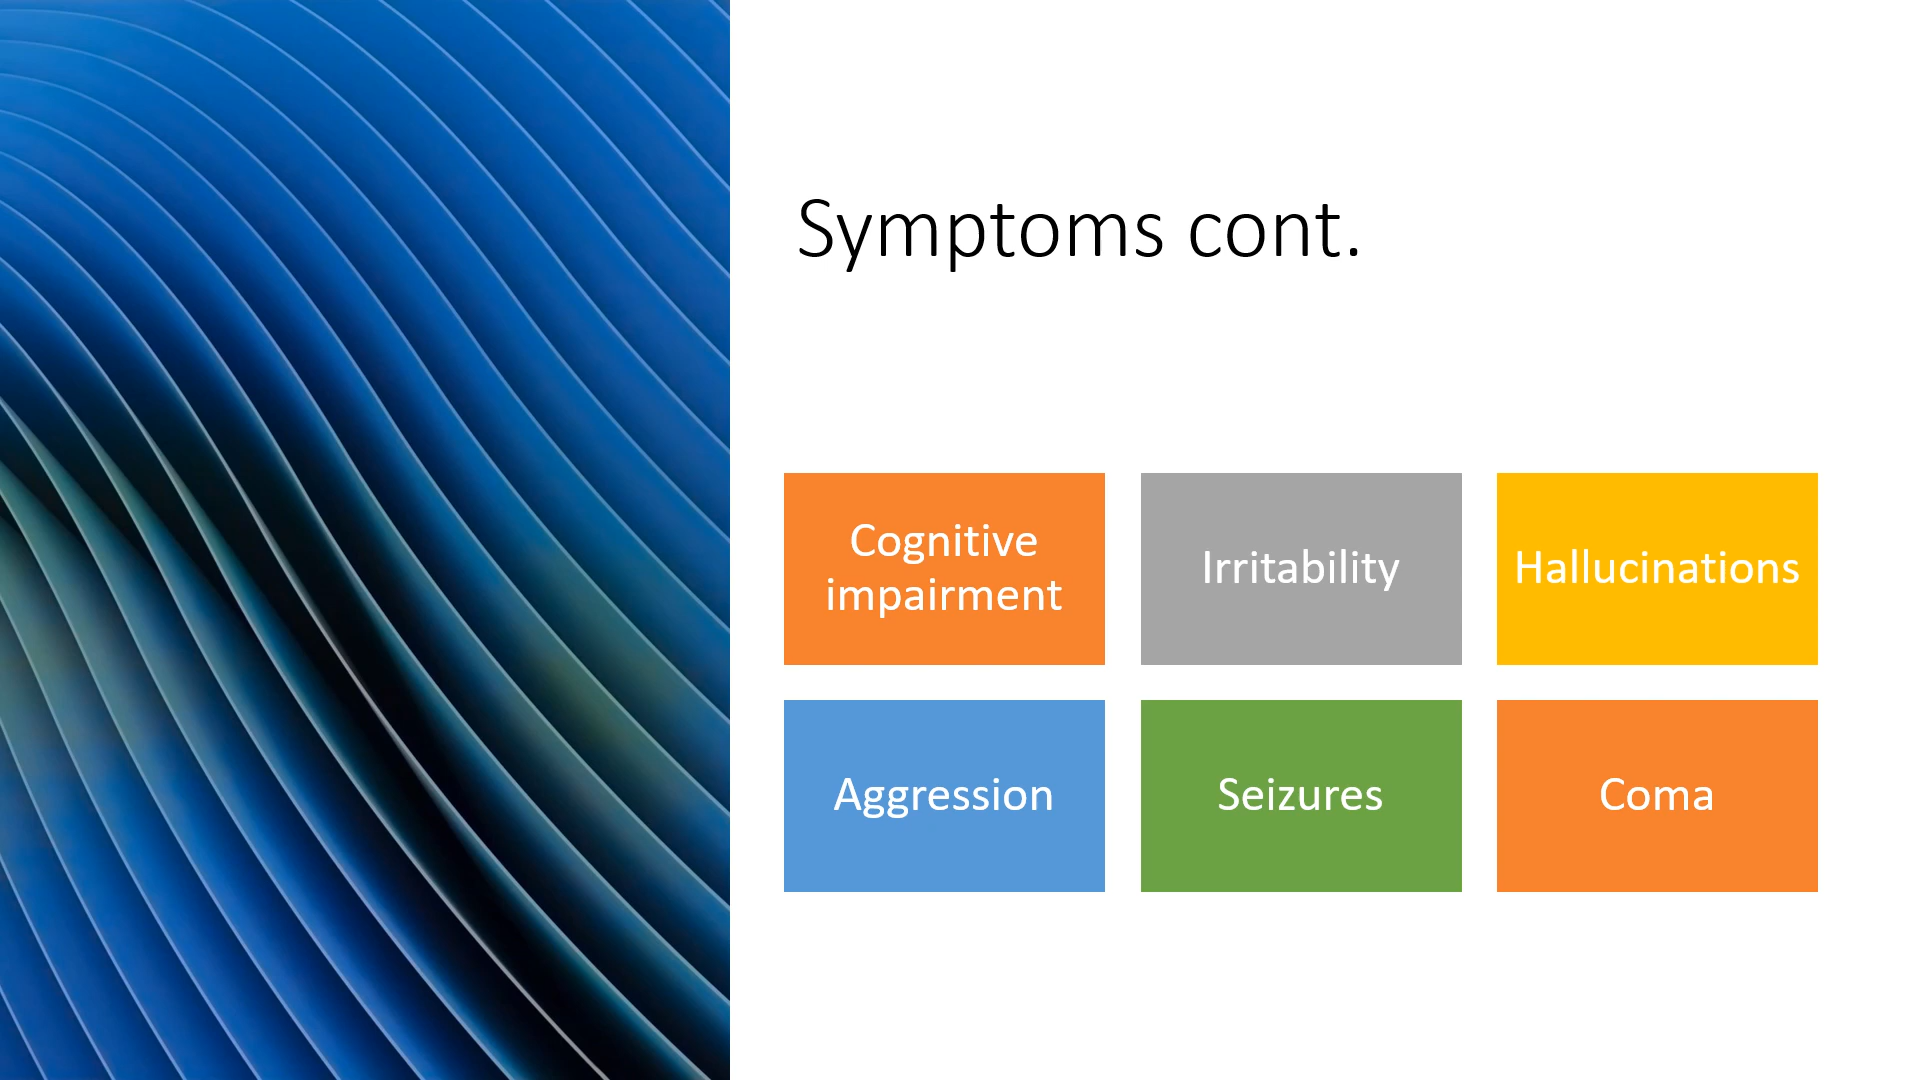 Symptoms cont.
Cognitive
impairment
Irritability
Hallucinations
Aggression
Seizures
Coma